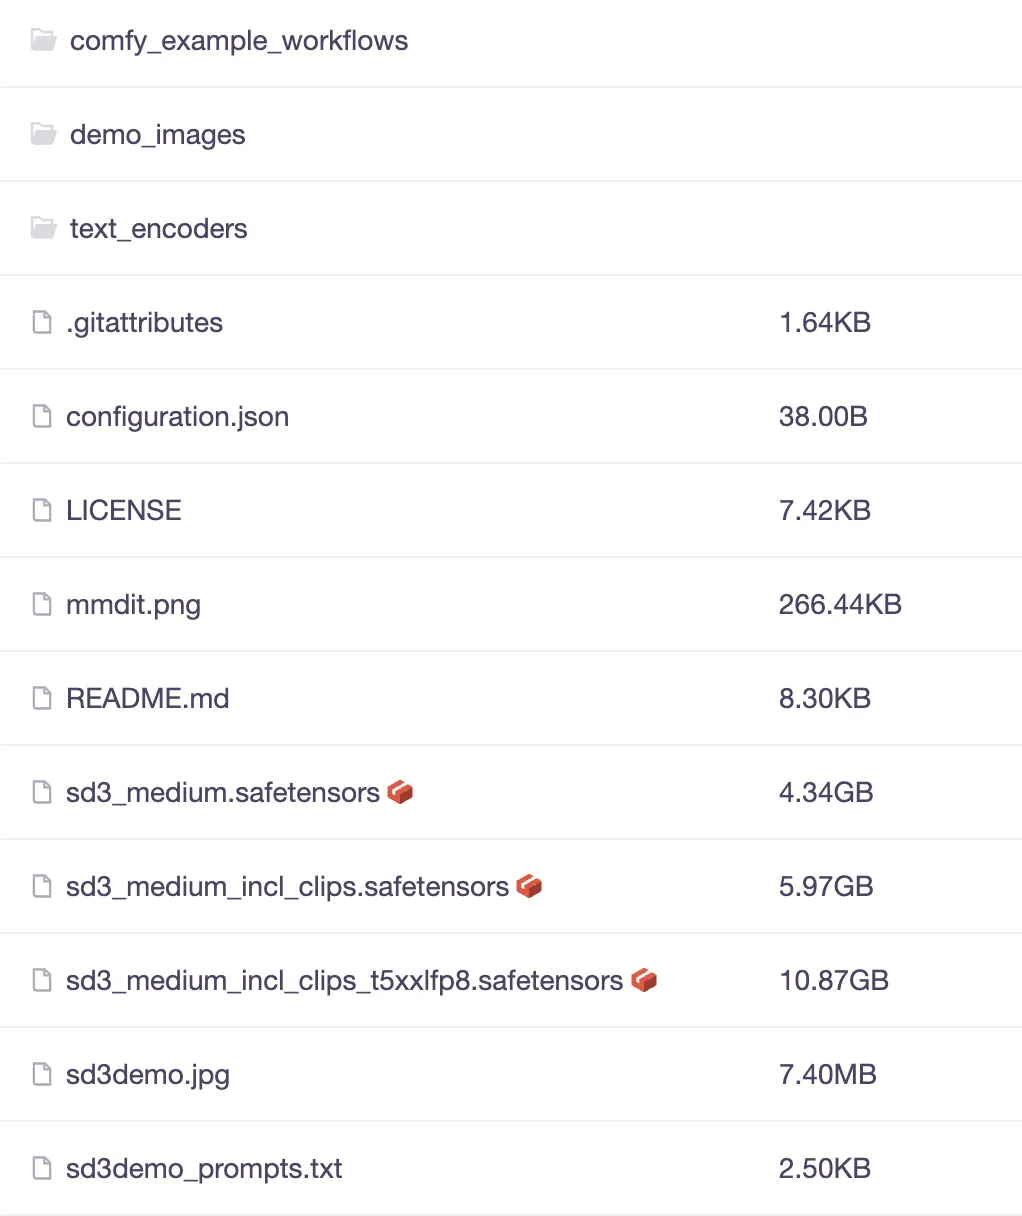 comfy_example_workflows
demo_images
text_encoders
.gitattributes 1.64KB
configuration.json 38.00B
LICENSE 7.42KB
mmdit.png 266.44KB
README.md 8.30KB
sd3_medium.safetensors 4.34GB
sd3_medium_incl_clips.safetensors 5.97GB
sd3_medium_incl_clips_t5xxlfp8.safetensors 10.87GB
sd3demo.jpg 7.40MB
sd3demo_prompts.txt 2.50KB